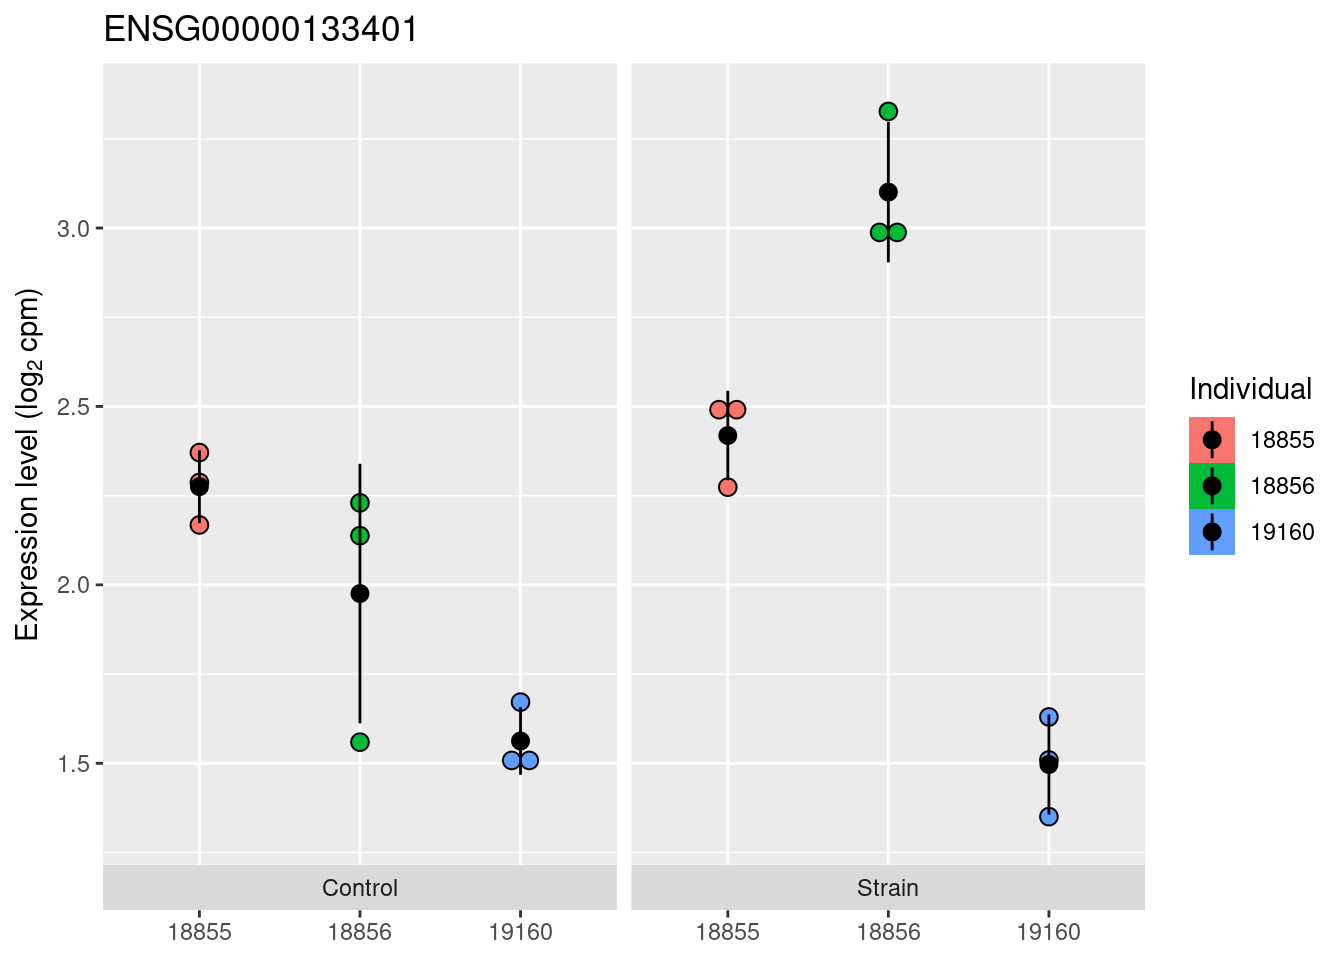 ENSG00000133401
Expression level (log₂ cpm)
3.0
2.5
2.0
1.5
Control
Strain
18855 18856 19160
18855 18856 19160
Individual
18855
18856
19160